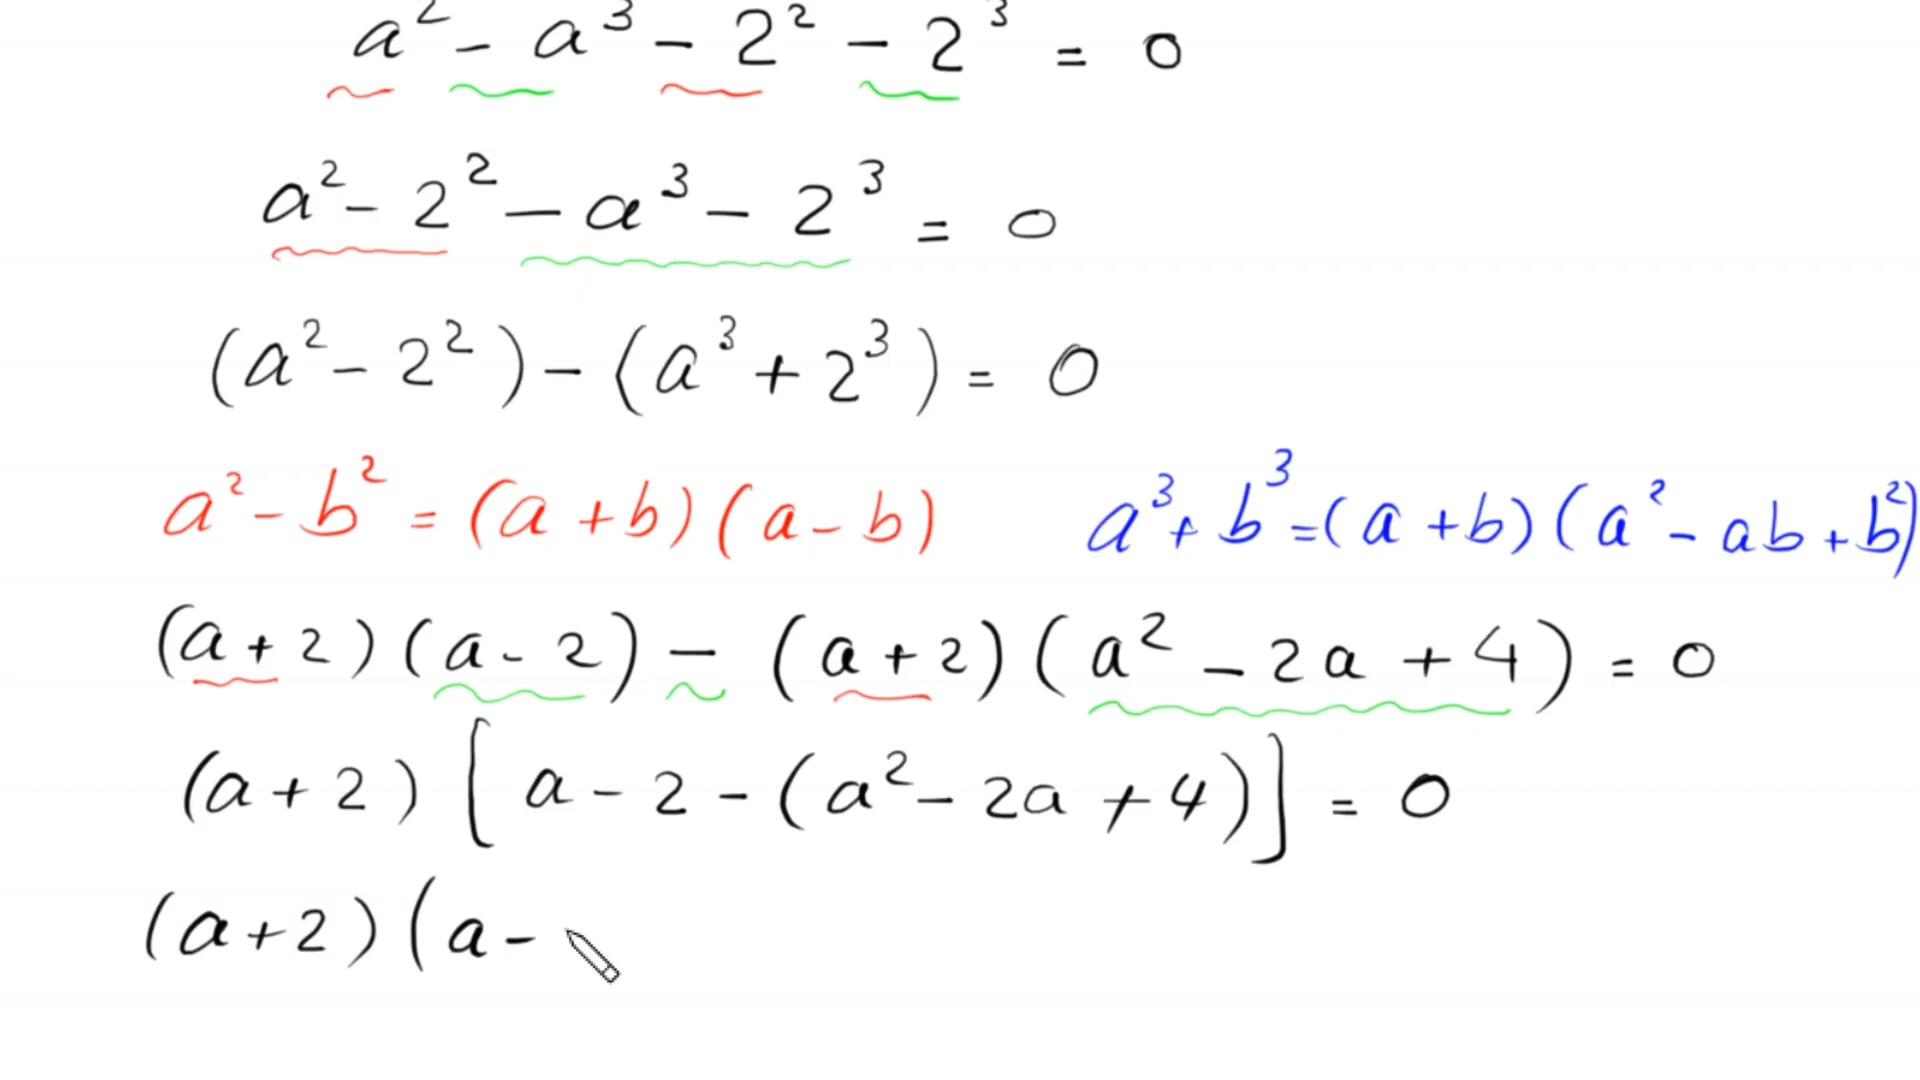 a² - a³ - 2² - 2³ = 0
a² - 2² - a³ - 2³ = 0
(a² - 2²) - (a³ + 2³) = 0
a² - b² = (a + b)(a - b) a³ + b³ = (a + b)(a² - ab + b²)
(a + 2)(a - 2) - (a + 2)(a² - 2a + 4) = 0
(a + 2) [a - 2 - (a² - 2a + 4)] = 0
(a + 2)(a -